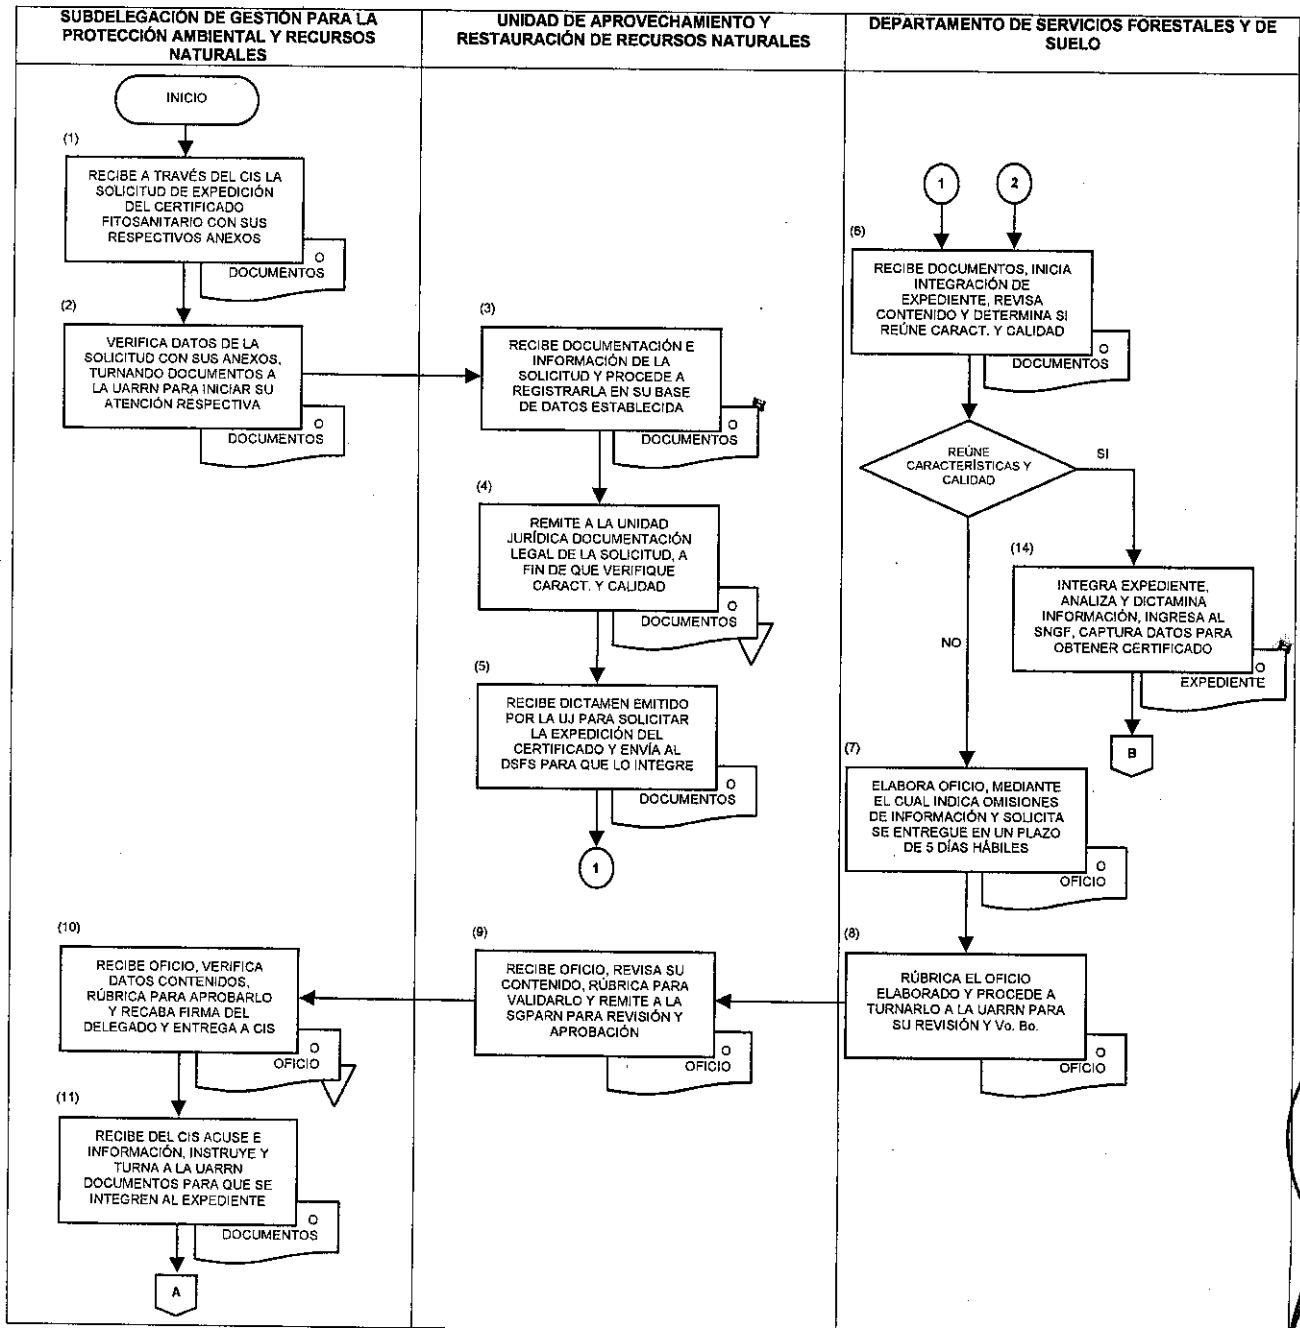 SUBDELEGACIÓN DE GESTIÓN PARA LA
PROTECCIÓN AMBIENTAL Y RECURSOS
NATURALES
UNIDAD DE APROVECHAMIENTO Y
RESTAURACIÓN DE RECURSOS NATURALES
DEPARTAMENTO DE SERVICIOS FORESTALES Y DE
SUELO
INICIO
(1)
RECIBE A TRAVÉS DEL CIS LA
SOLICITUD DE EXPEDICIÓN
DEL CERTIFICADO
FITOSANITARIO CON SUS
RESPECTIVOS ANEXOS
O
DOCUMENTOS
(2)
VERIFICA DATOS DE LA
SOLICITUD CON SUS ANEXOS,
TURNANDO DOCUMENTOS A
LA UARRN PARA INICIAR SU
ATENCIÓN RESPECTIVA
O
DOCUMENTOS
(3)
RECIBE DOCUMENTACIÓN E
INFORMACIÓN DE LA
SOLICITUD Y PROCEDE A
REGISTRARLA EN SU BASE
DE DATOS ESTABLECIDA
O
DOCUMENTOS
(4)
REMITE A LA UNIDAD
JURÍDICA DOCUMENTACIÓN
LEGAL DE LA SOLICITUD, A
FIN DE QUE VERIFIQUE
CARACT. Y CALIDAD
O
DOCUMENTOS
(5)
RECIBE DICTAMEN EMITIDO
POR LA UJ PARA SOLICITAR
LA EXPEDICIÓN DEL
CERTIFICADO Y ENVÍA AL
DSFS PARA QUE LO INTEGRE
O
DOCUMENTOS
1
1
2
(6)
RECIBE DOCUMENTOS, INICIA
INTEGRACIÓN DE
EXPEDIENTE, REVISA
CONTENIDO Y DETERMINA SI
REÚNE CARACT. Y CALIDAD
O
DOCUMENTOS
REÚNE
CARACTERÍSTICAS Y
CALIDAD
SI
NO
(14)
INTEGRA EXPEDIENTE,
ANALIZA Y DICTAMINA
INFORMACIÓN, INGRESA AL
SNGF, CAPTURA DATOS PARA
OBTENER CERTIFICADO
O
EXPEDIENTE
B
(7)
ELABORA OFICIO, MEDIANTE
EL CUAL INDICA OMISIONES
DE INFORMACIÓN Y SOLICITA
SE ENTREGUE EN UN PLAZO
DE 5 DÍAS HÁBILES
O
OFICIO
(8)
RÚBRICA EL OFICIO
ELABORADO Y PROCEDE A
TURNARLO A LA UARRN PARA
SU REVISIÓN Y Vo. Bo.
O
OFICIO
(9)
RECIBE OFICIO, REVISA SU
CONTENIDO, RÚBRICA PARA
VALIDARLO Y REMITE A LA
SGPARN PARA REVISIÓN Y
APROBACIÓN
O
OFICIO
(10)
RECIBE OFICIO, VERIFICA
DATOS CONTENIDOS,
RÚBRICA PARA APROBARLO
Y RECABA FIRMA DEL
DELEGADO Y ENTREGA A CIS
O
OFICIO
(11)
RECIBE DEL CIS ACUSE E
INFORMACIÓN, INSTRUYE Y
TURNA A LA UARRN
DOCUMENTOS PARA QUE SE
INTEGREN AL EXPEDIENTE
O
DOCUMENTOS
A